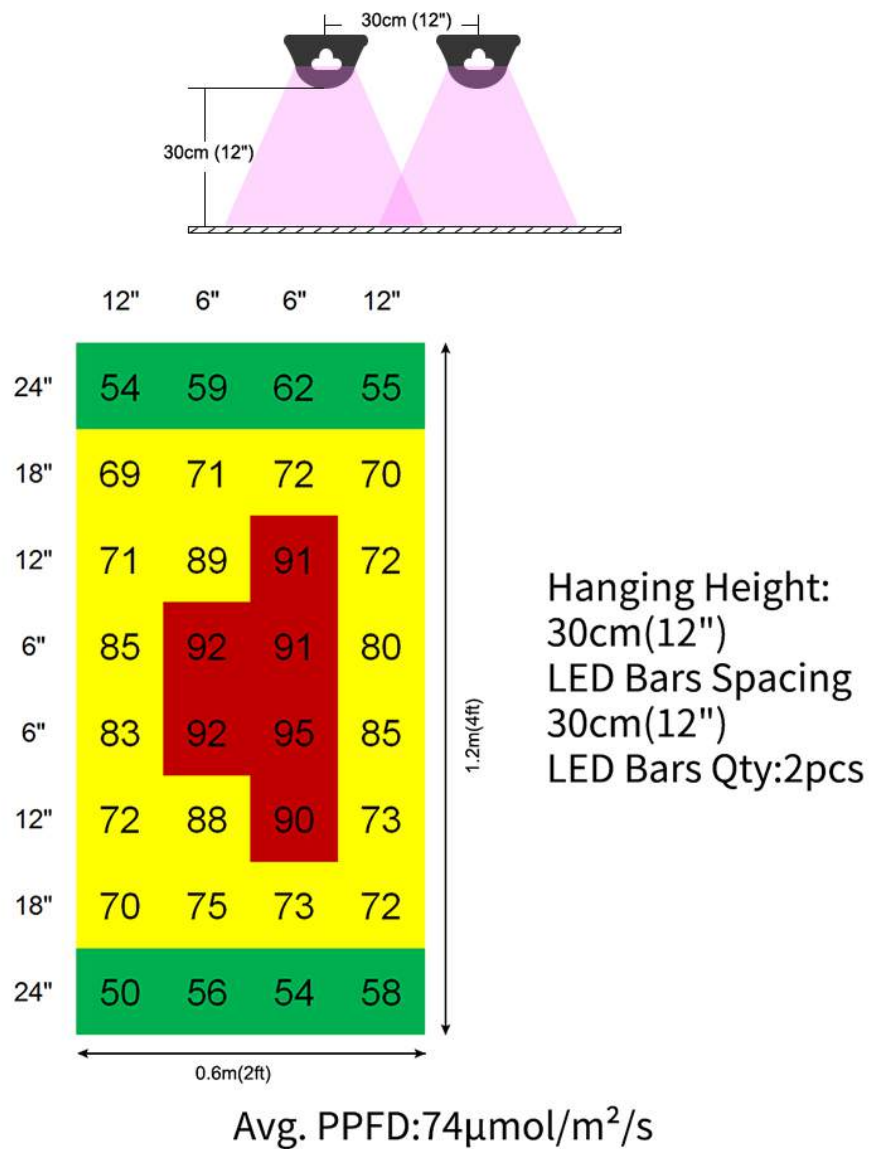 30cm (12")
30cm (12")
12" 6" 6" 12"
24" 54 59 62 55
18" 69 71 72 70
12" 71 89 91 72
6" 85 92 91 80
6" 83 92 95 85
12" 72 88 90 73
18" 70 75 73 72
24" 50 56 54 58
1.2m(4ft)
0.6m(2ft)
Hanging Height:
30cm(12")
LED Bars Spacing
30cm(12")
LED Bars Qty:2pcs
Avg. PPFD:74μmol/m²/s